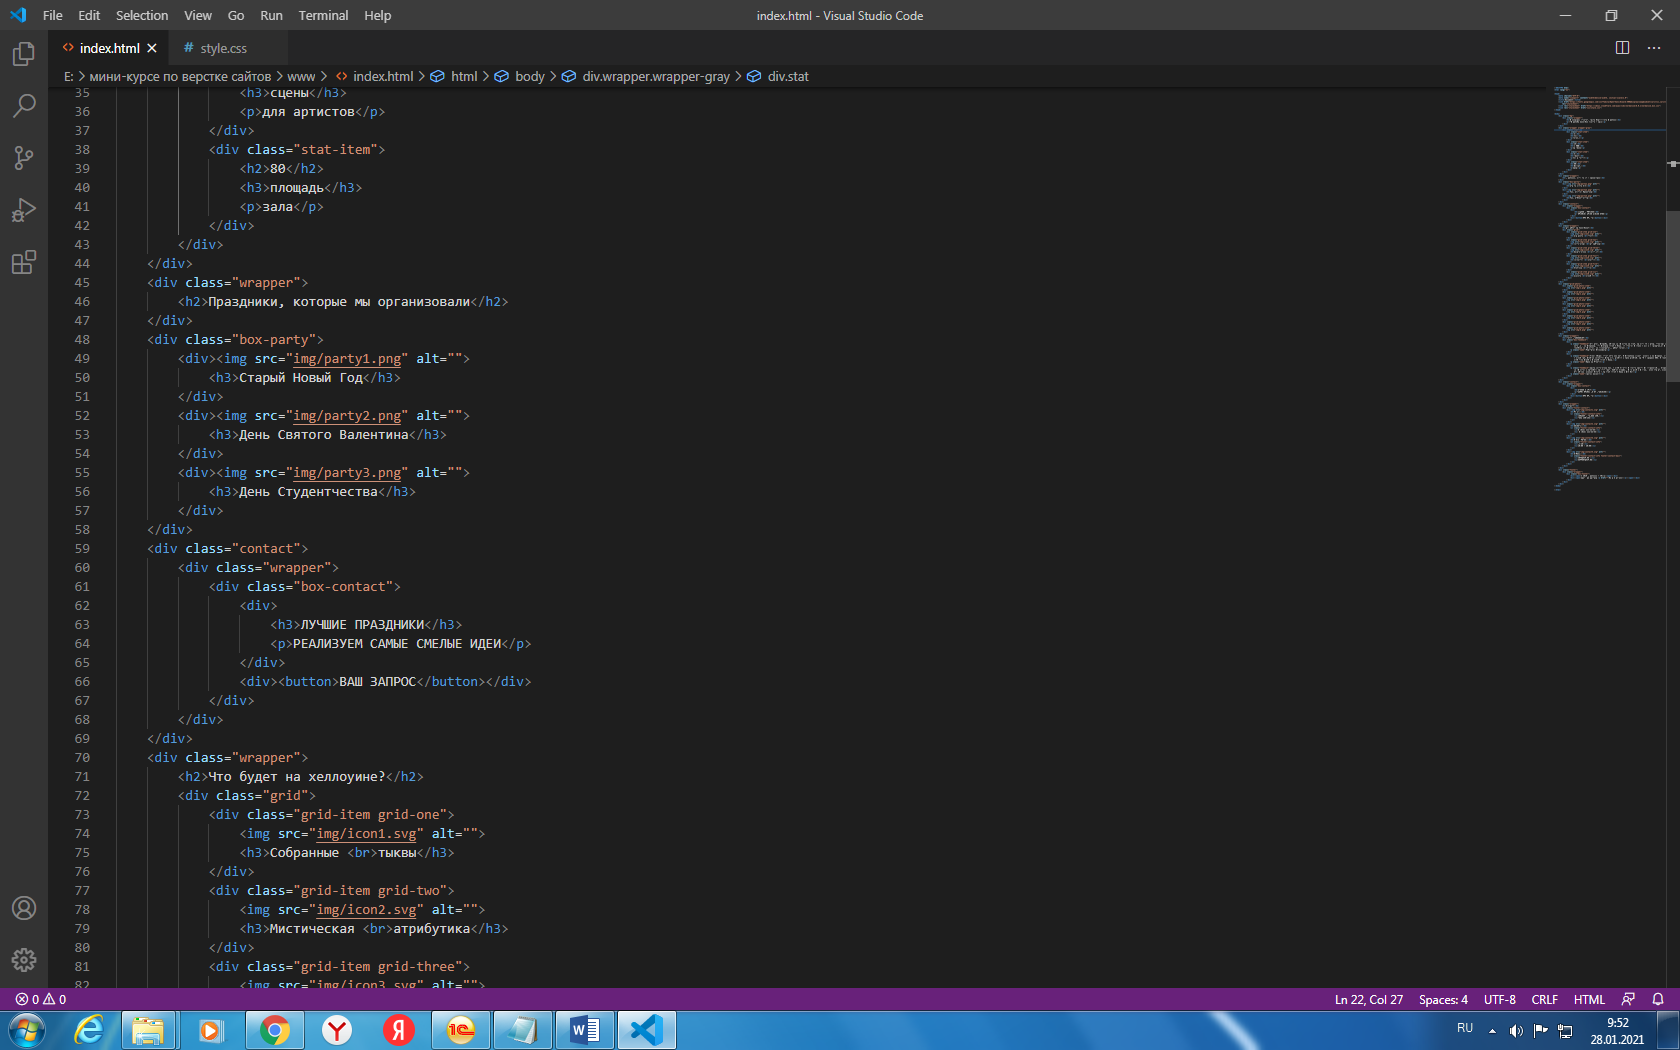 File Edit Selection View Go Run Terminal Help index.html - Visual Studio Code
index.html # style.css
E: > мини-курсе по верстке сайтов > www > index.html > html > body > div.wrapper.wrapper-gray > div.stat
35 <h3>сцены</h3>
36 <p>для артистов</p>
37 </div>
38 <div class="stat-item">
39 <h2>80</h2>
40 <h3>площадь</h3>
41 <p>зала</p>
42 </div>
43 </div>
44 </div>
45 <div class="wrapper">
46 <h2>Праздники, которые мы организовали</h2>
47 </div>
48 <div class="box-party">
49 <div><img src="img/party1.png" alt="">
50 <h3>Старый Новый Год</h3>
51 </div>
52 <div><img src="img/party2.png" alt="">
53 <h3>День Святого Валентина</h3>
54 </div>
55 <div><img src="img/party3.png" alt="">
56 <h3>День Студентчества</h3>
57 </div>
58 </div>
59 <div class="contact">
60 <div class="wrapper">
61 <div class="box-contact">
62 <div>
63 <h3>ЛУЧШИЕ ПРАЗДНИКИ</h3>
64 <p>РЕАЛИЗУЕМ САМЫЕ СМЕЛЫЕ ИДЕИ</p>
65 </div>
66 <div><button>ВАШ ЗАПРОС</button></div>
67 </div>
68 </div>
69 </div>
70 <div class="wrapper">
71 <h2>Что будет на хеллоуине?</h2>
72 <div class="grid">
73 <div class="grid-item grid-one">
74 <img src="img/icon1.svg" alt="">
75 <h3>Собранные <br>тыквы</h3>
76 </div>
77 <div class="grid-item grid-two">
78 <img src="img/icon2.svg" alt="">
79 <h3>Мистическая <br>атрибутика</h3>
80 </div>
81 <div class="grid-item grid-three">
82 <img src="img/icon3.svg" alt="">
0 0 Ln 22, Col 27 Spaces: 4 UTF-8 CRLF HTML
RU 9:52
28.01.2021